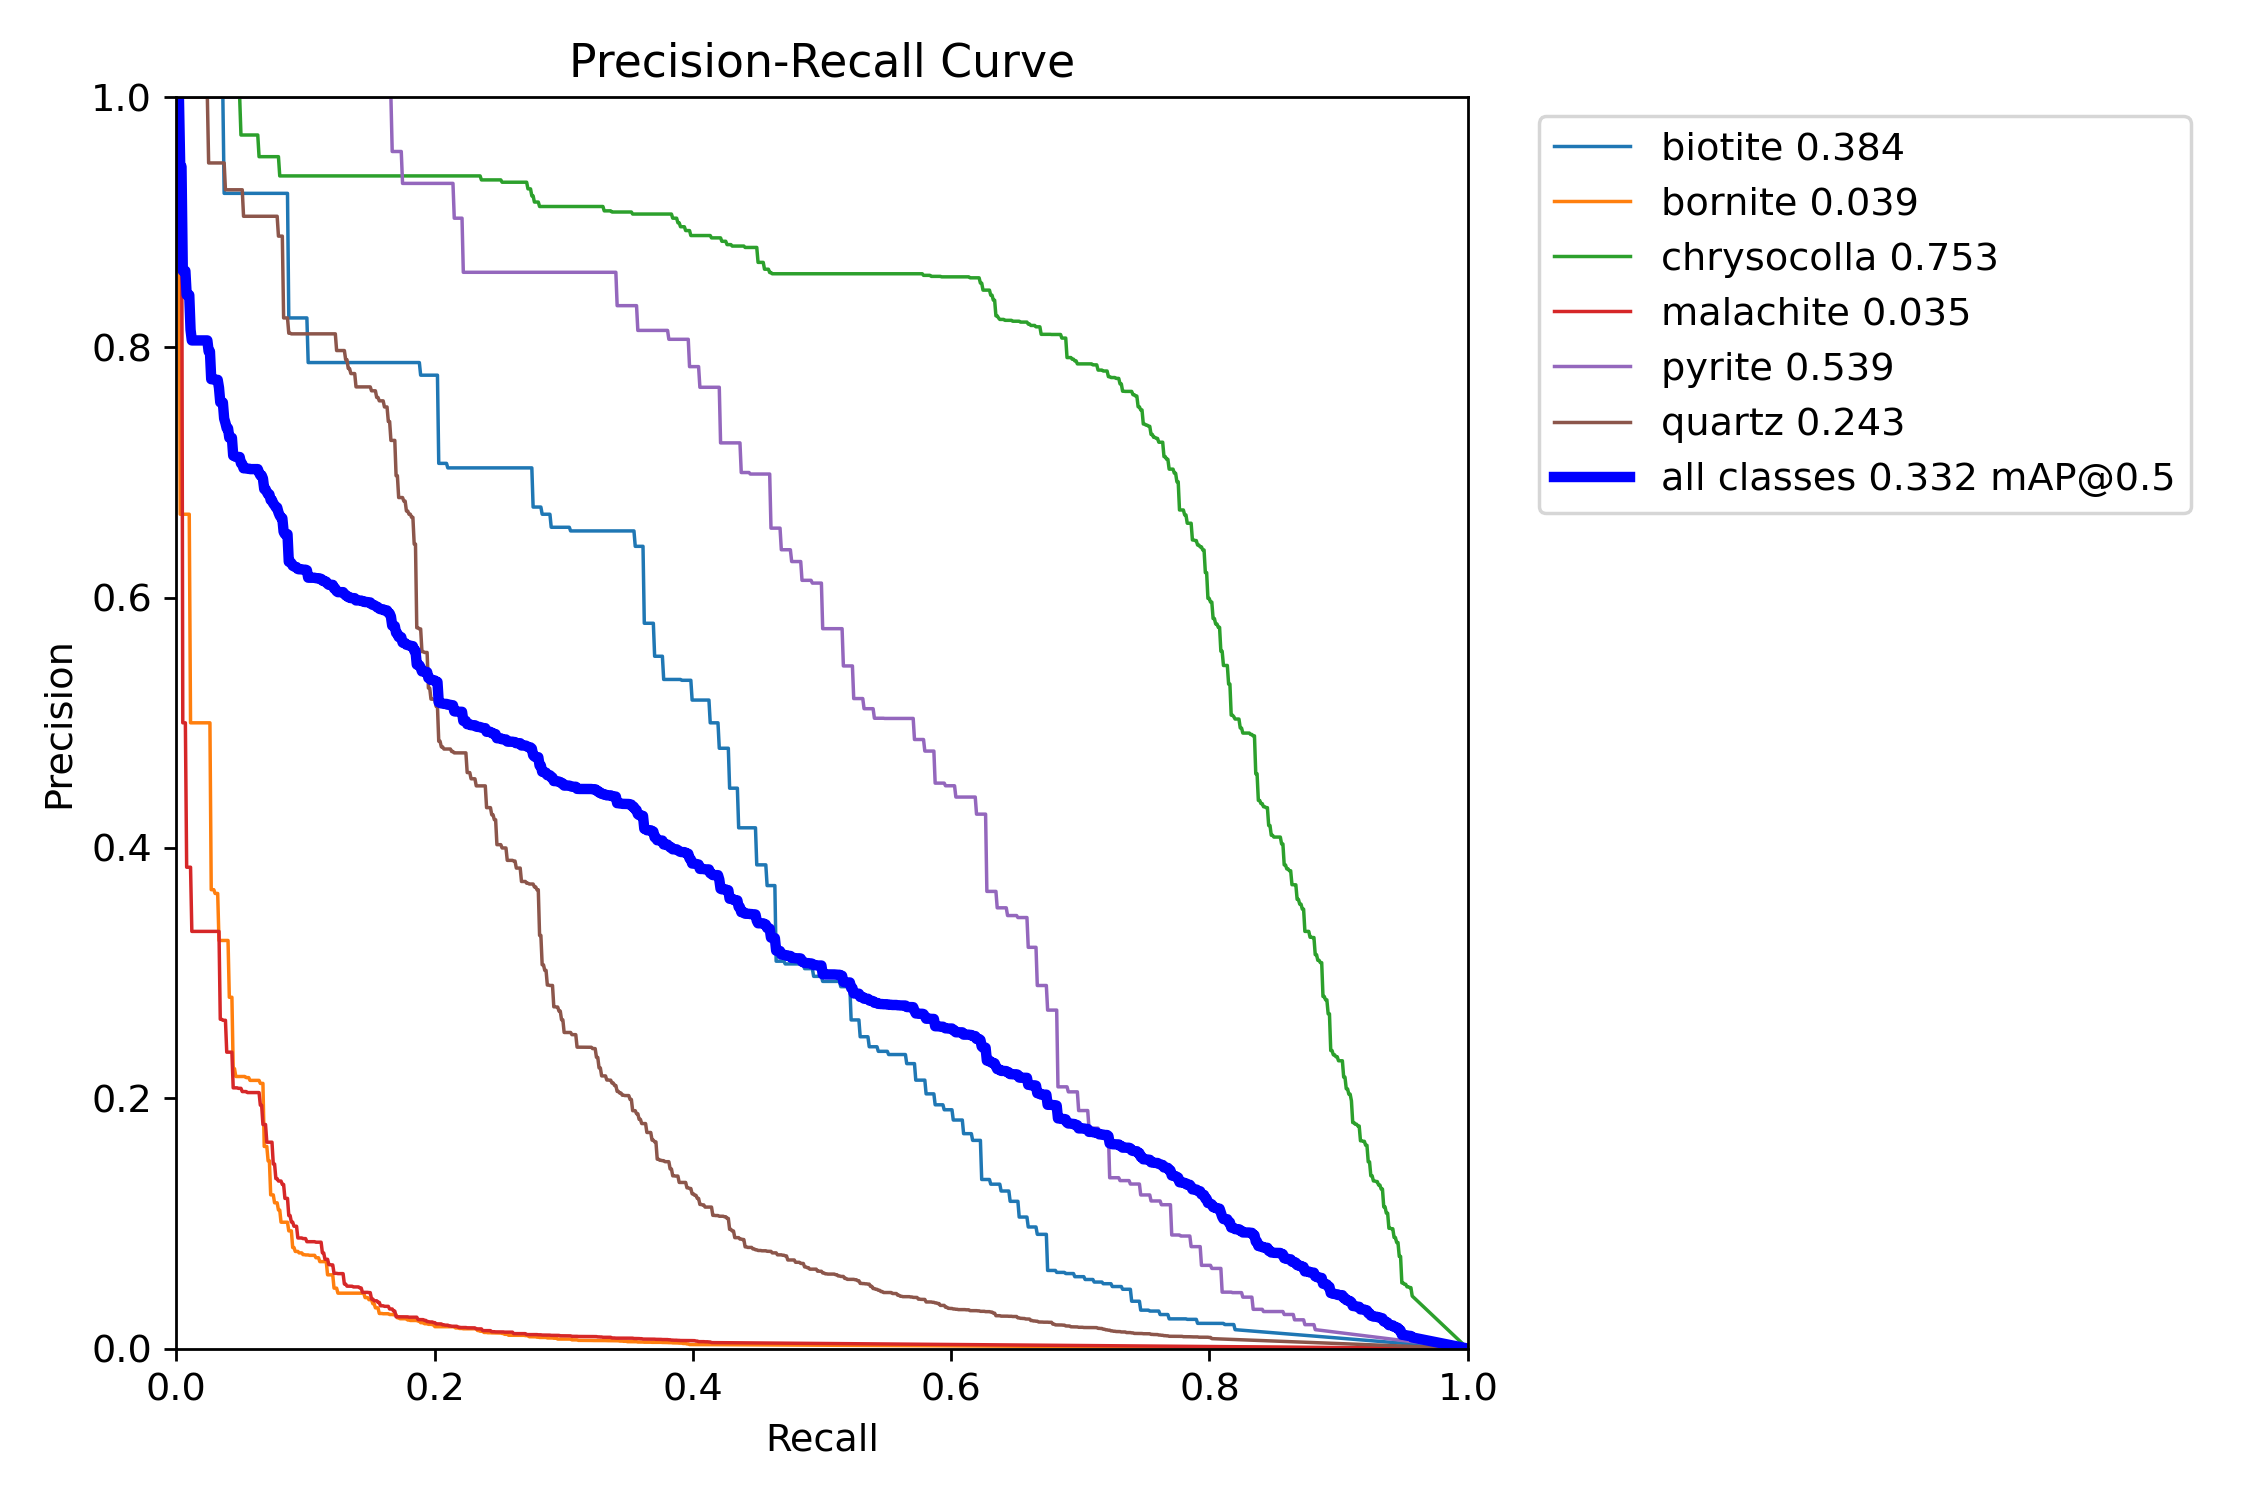 Precision-Recall Curve
1.0
0.8
0.6
0.4
0.2
0.0
Precision
0.0 0.2 0.4 0.6 0.8 1.0
Recall
biotite 0.384
bornite 0.039
chrysocolla 0.753
malachite 0.035
pyrite 0.539
quartz 0.243
all classes 0.332 mAP@0.5